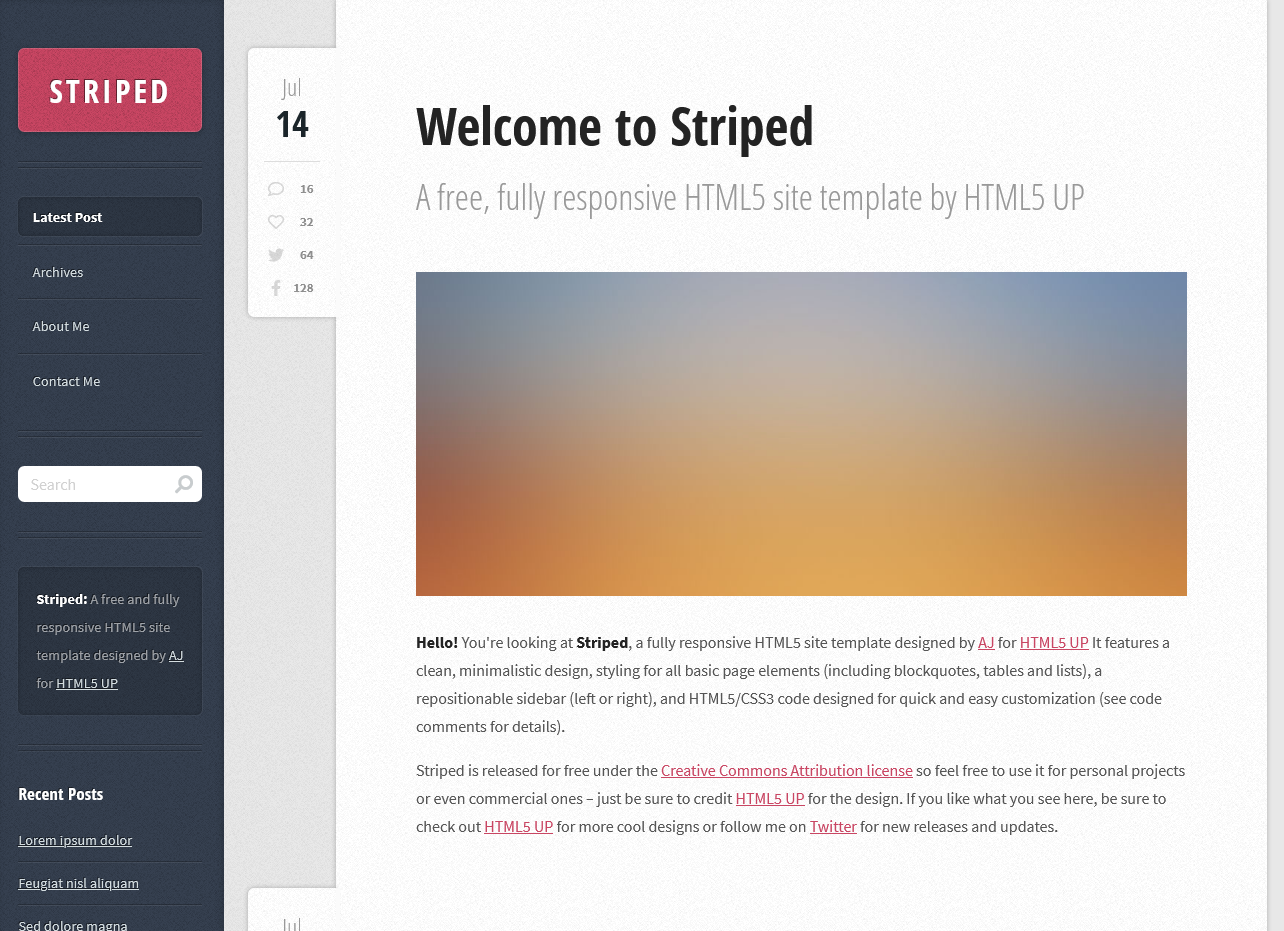 STRIPED
Latest Post
Archives
About Me
Contact Me
Search
Striped: A free and fully
responsive HTML5 site
template designed by AJ
for HTML5 UP
Recent Posts
Lorem ipsum dolor
Feugiat nisl aliquam
Sed dolore magna
Jul
14
16
32
64
128
Welcome to Striped
A free, fully responsive HTML5 site template by HTML5 UP
Hello! You're looking at Striped, a fully responsive HTML5 site template designed by AJ for HTML5 UP It features a
clean, minimalistic design, styling for all basic page elements (including blockquotes, tables and lists), a
repositionable sidebar (left or right), and HTML5/CSS3 code designed for quick and easy customization (see code
comments for details).
Striped is released for free under the Creative Commons Attribution license so feel free to use it for personal projects
or even commercial ones – just be sure to credit HTML5 UP for the design. If you like what you see here, be sure to
check out HTML5 UP for more cool designs or follow me on Twitter for new releases and updates.
Jul